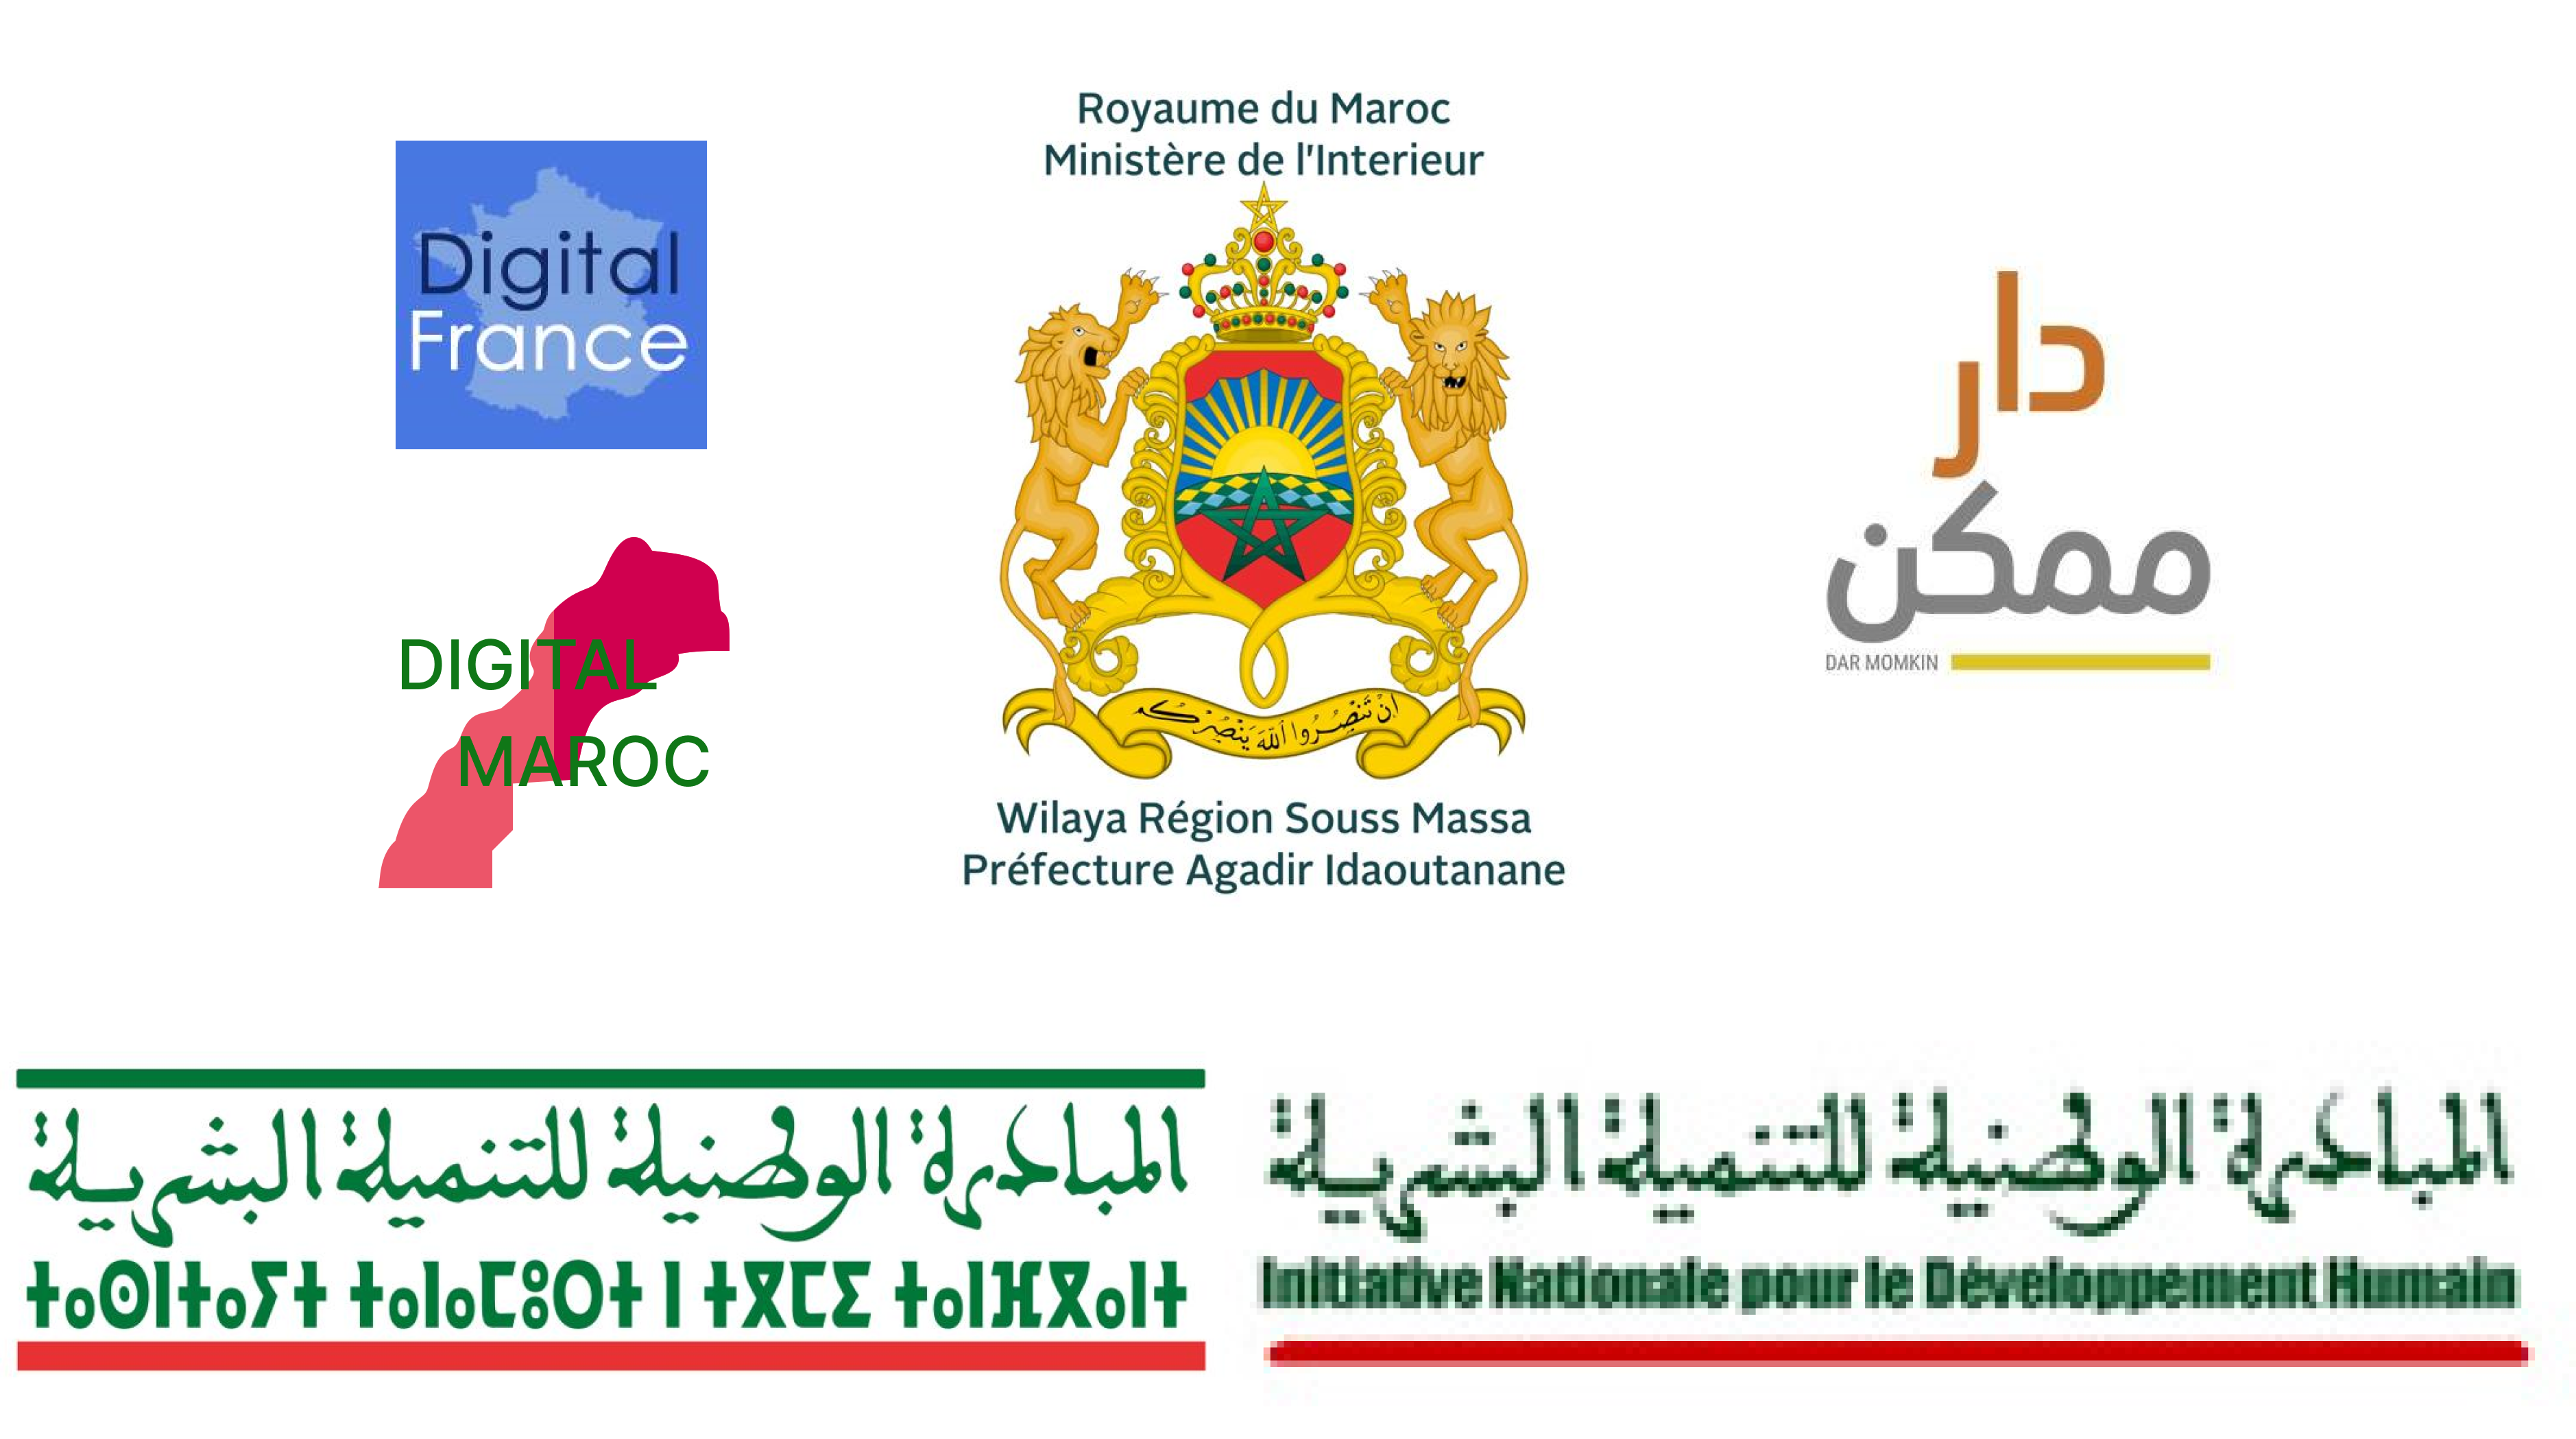 Digital
France
DIGITAL
MAROC
Royaume du Maroc
Ministère de l'Interieur
ان تنصروا الله ينصركم
Wilaya Région Souss Massa
Préfecture Agadir Idaoutanane
دار
ممكن
DAR MOMKIN
المبادرة الوطنية للتنمية البشرية
ⵜⴰⵙⵏⵜⴰⵢⵜ ⵜⴰⵏⴰⵎⵓⵔⵜ ⵏ ⵜⴳⵎⵉ ⵜⴰⵏⴼⴳⴰⵏⵜ
المبادرة الوطنية للتنمية البشرية
Initiative Nationale pour le Développement Humain